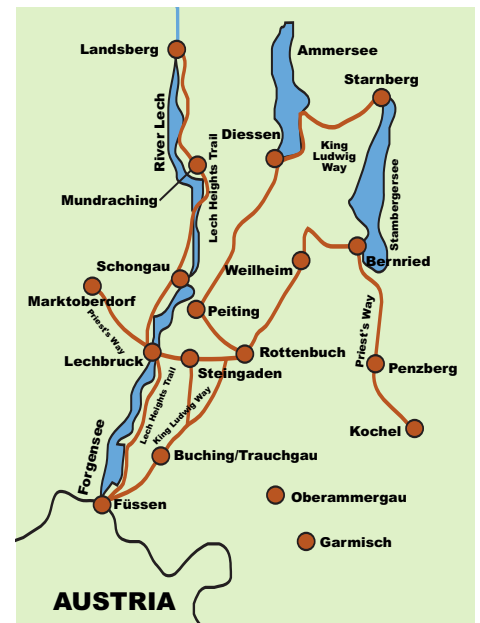 Landsberg
Ammersee
Starnberg
River Lech
Diessen
King
Ludwig
Way
Lech Heights Trail
Mundraching
Stambergersee
Schongau
Weilheim
Bernried
Marktoberdorf
Peiting
Priest's Way
Priest's Way
Lechbruck
Rottenbuch
Steingaden
Penzberg
Lech Heights Trail
King Ludwig Way
Kochel
Forgensee
Buching/Trauchgau
Füssen
Oberammergau
Garmisch
AUSTRIA